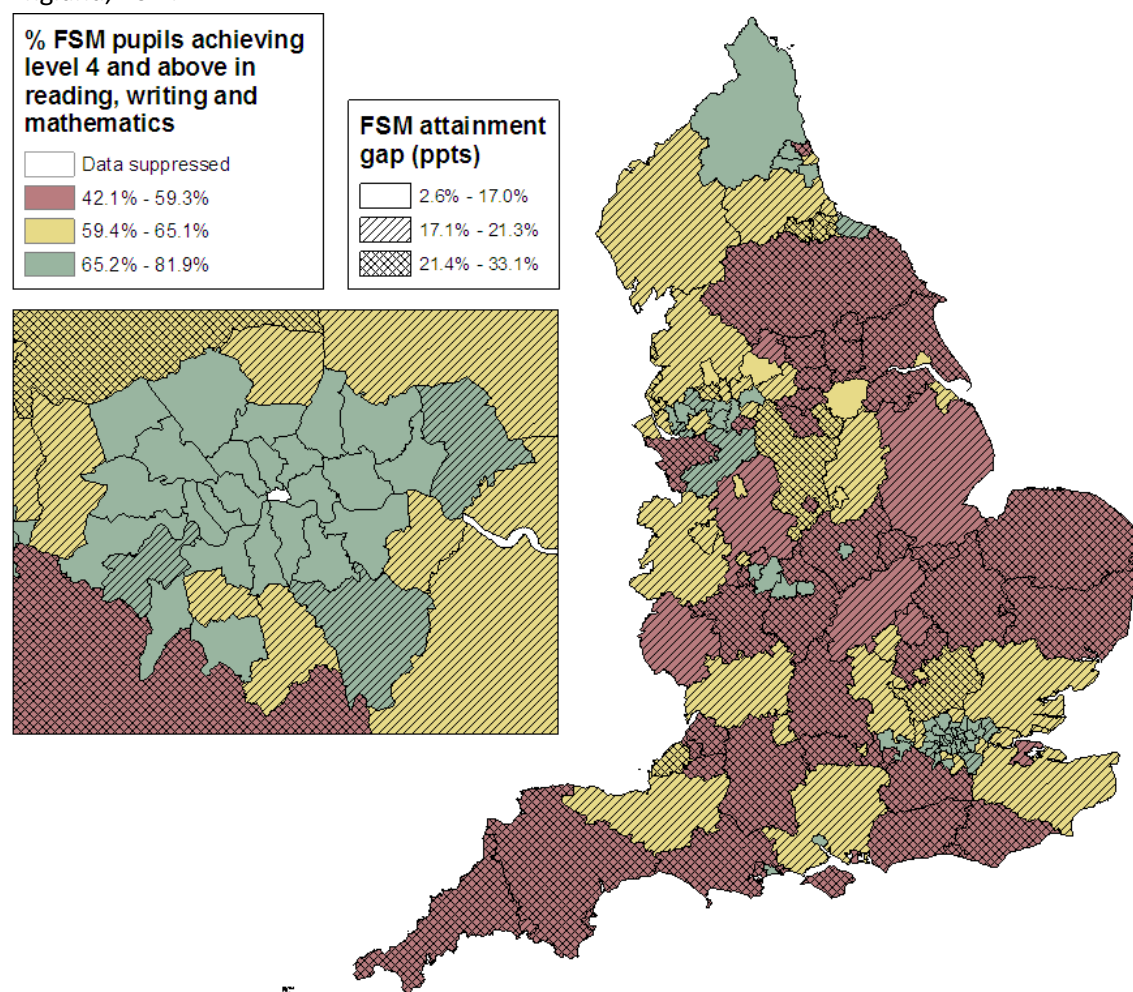 % FSM pupils achieving
level 4 and above in
reading, writing and
mathematics
Data suppressed
42.1% - 59.3%
59.4% - 65.1%
65.2% - 81.9%
FSM attainment
gap (ppts)
2.6% - 17.0%
17.1% - 21.3%
21.4% - 33.1%